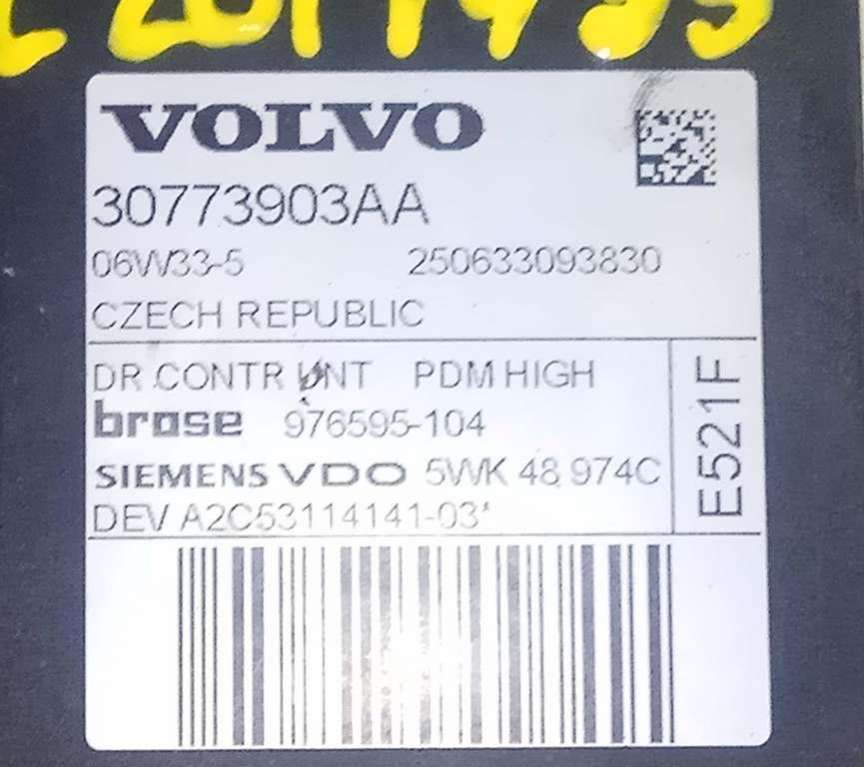 VOLVO
30773903AA
06W33-5 250633093830
CZECH REPUBLIC
DR.CONTR UNT PDM HIGH
brose 976595-104
SIEMENS VDO 5WK 48 974C
DEV A2C53114141-03*
E521F